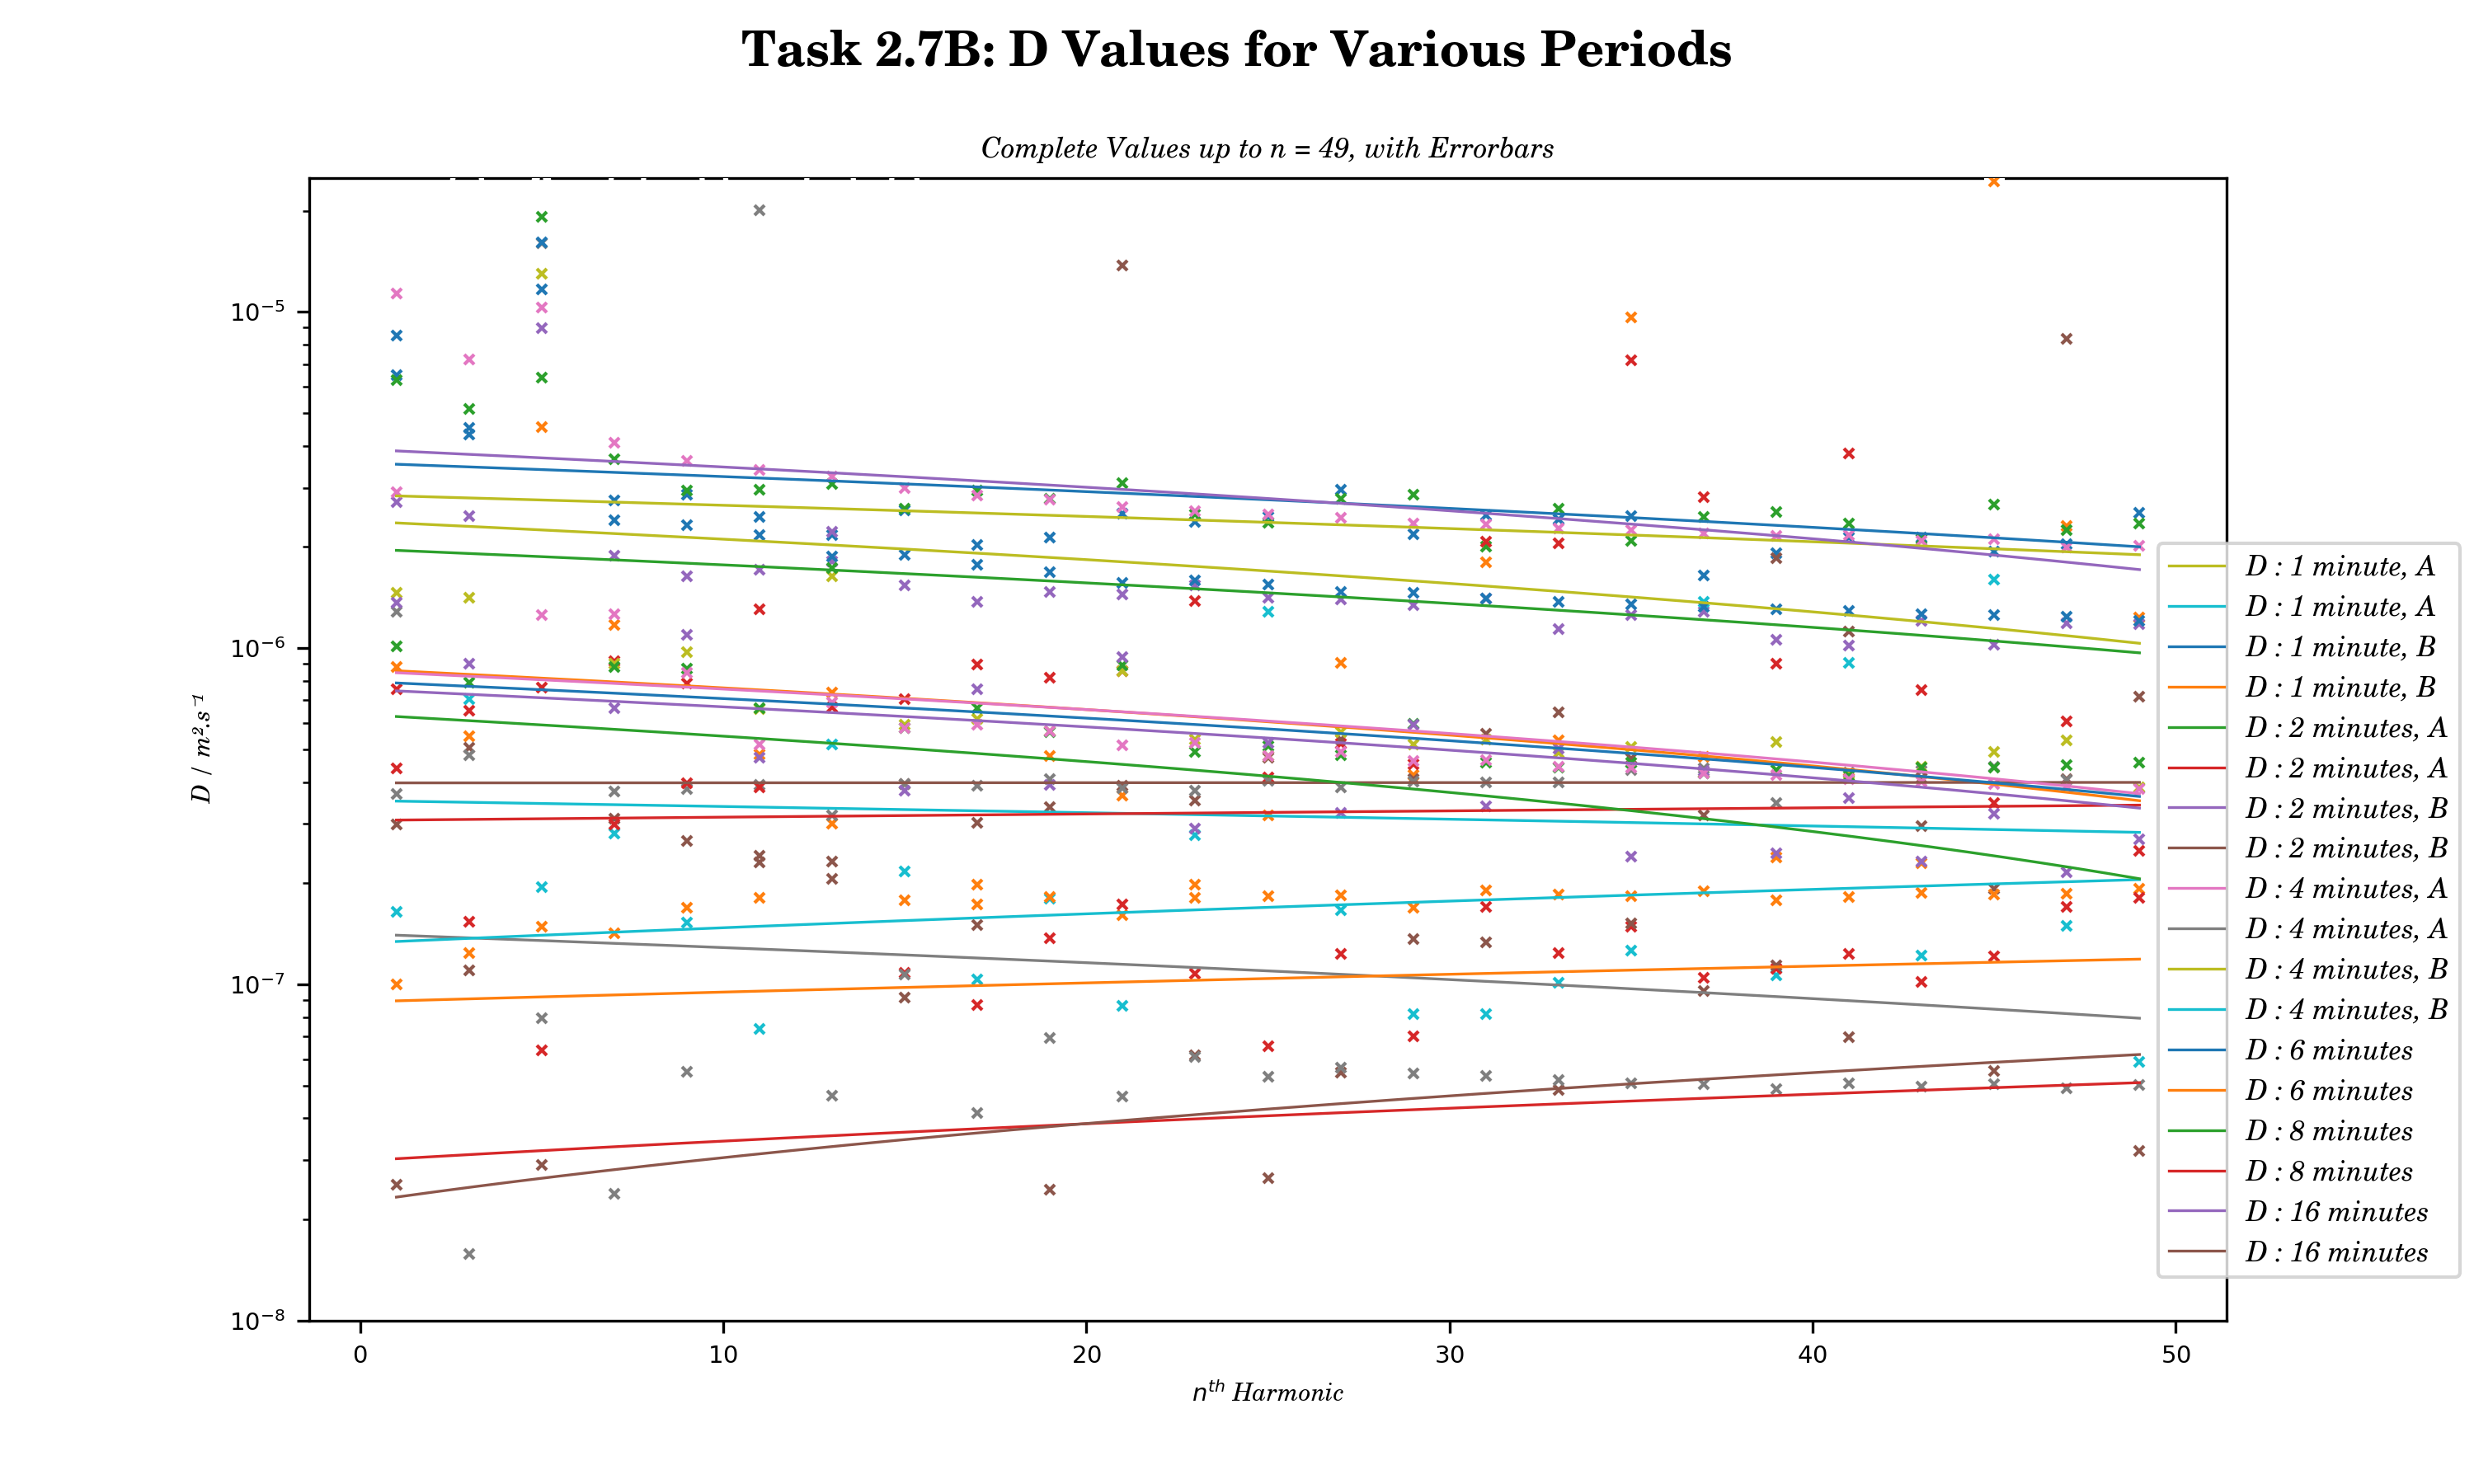 Task 2.7B: D Values for Various Periods
Complete Values up to n = 49, with Errorbars
D / m².s⁻¹
10⁻⁵
10⁻⁶
10⁻⁷
10⁻⁸
0 10 20 30 40 50
nᵗʰ Harmonic
D : 1 minute, A
D : 1 minute, A
D : 1 minute, B
D : 1 minute, B
D : 2 minutes, A
D : 2 minutes, A
D : 2 minutes, B
D : 2 minutes, B
D : 4 minutes, A
D : 4 minutes, A
D : 4 minutes, B
D : 4 minutes, B
D : 6 minutes
D : 6 minutes
D : 8 minutes
D : 8 minutes
D : 16 minutes
D : 16 minutes